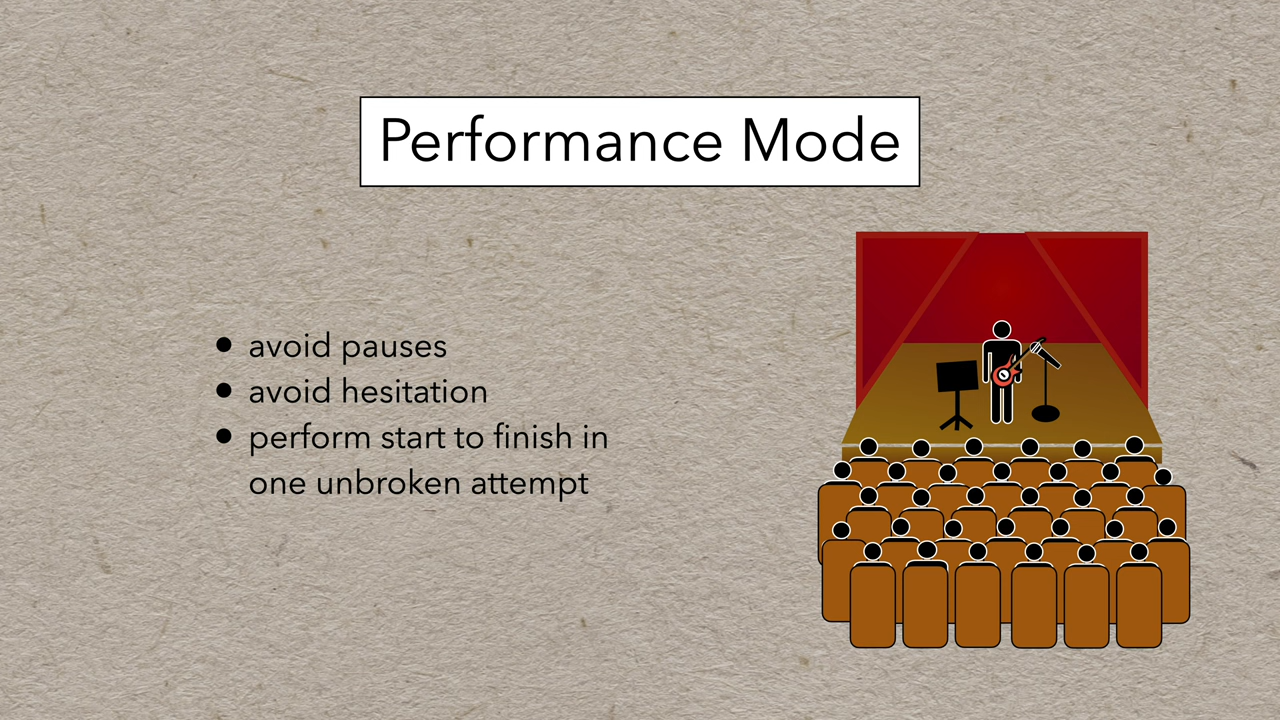 Performance Mode
• avoid pauses
• avoid hesitation
• perform start to finish in
one unbroken attempt